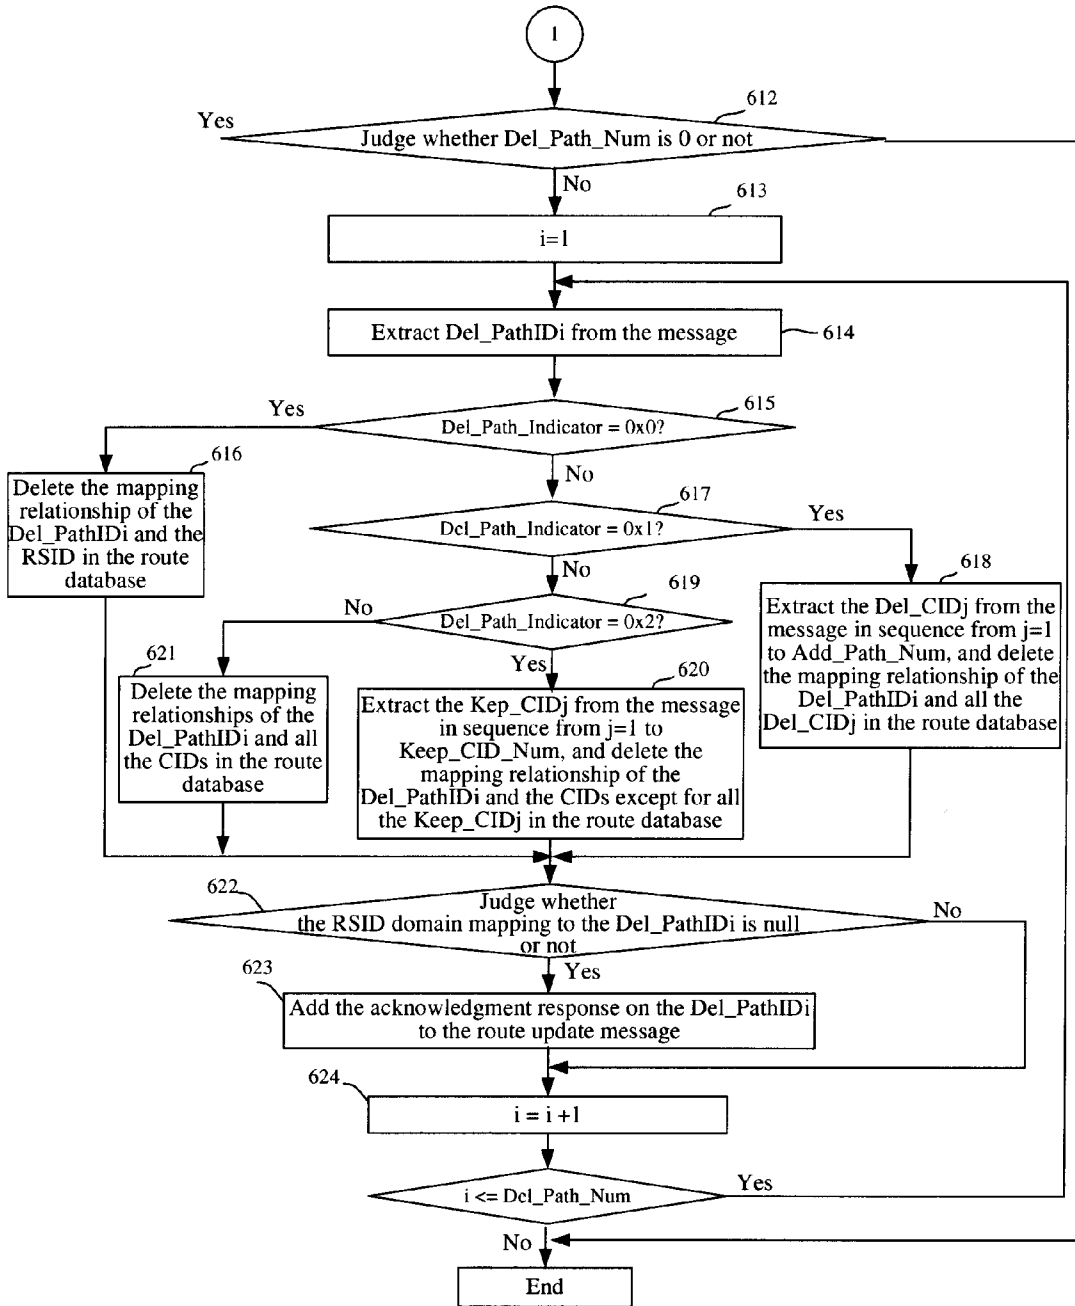 1
612
Yes
Judge whether Del_Path_Num is 0 or not
No
613
i=1
Extract Del_PathIDi from the message
614
615
Yes
Del_Path_Indicator = 0x0?
No
616
Delete the mapping
relationship of the
Del_PathIDi and the
RSID in the route
database
617
Del_Path_Indicator = 0x1?
Yes
No
618
Extract the Del_CIDj from the
message in sequence from j=1
to Add_Path_Num, and delete
the mapping relationship of the
Del_PathIDi and all the
Del_CIDj in the route database
619
No
Del_Path_Indicator = 0x2?
Yes
621
Delete the mapping
relationships of the
Del_PathIDi and all
the CIDs in the route
database
620
Extract the Kep_CIDj from the message
in sequence from j=1 to
Keep_CID_Num, and delete the
mapping relationship of the
Del_PathIDi and the CIDs except for all
the Keep_CIDj in the route database
622
Judge whether
the RSID domain mapping to the Del_PathIDi is null
or not
No
Yes
623
Add the acknowledgment response on the Del_PathIDi
to the route update message
624
i = i +1
i <= Del_Path_Num
Yes
No
End